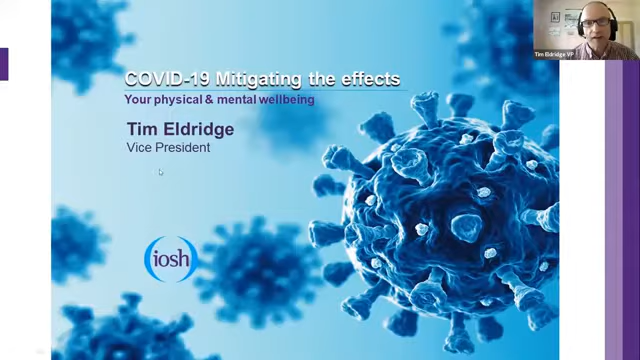 COVID-19 Mitigating the effects
Your physical & mental wellbeing
Tim Eldridge
Vice President
iosh
Tim Eldridge VP